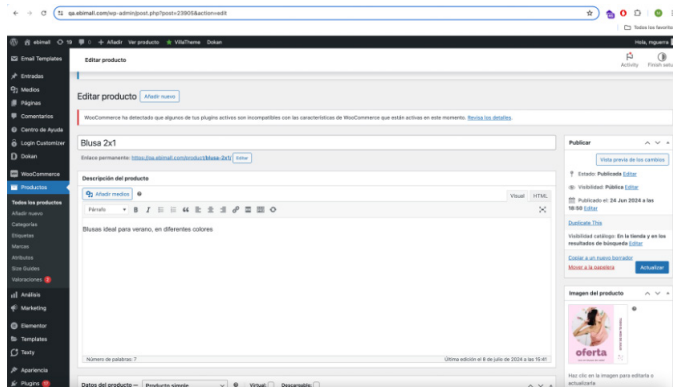 qa.ebimall.com/wp-admin/post.php?post=23905&action=edit
Todos los favoritos
ebimall 19 11 Añadir Ver producto VillaTheme Dokan
Hola,
Email Templates
Entradas
Medios
Páginas
Comentarios
Centro de Ayuda
Login Customizer
Dokan
WooCommerce
Productos
Todos los productos
Añadir nuevo
Categorías
Etiquetas
Marcas
Atributos
Size Guides
Valoraciones
Análisis
Marketing
Elementor
Templates
Texty
Apariencia
Plugins
Editar producto
Activity Finish setup
Editar producto Añadir nuevo
WooCommerce ha detectado que algunos de tus plugins activos son incompatibles con las características de WooCommerce que están activas en este momento. Revisa los detalles.
Blusa 2x1
Enlace permanente: https://qa.ebimall.com/product/blusa-2x1/ Editar
Descripción del producto
Añadir medios
Visual HTML
Párrafo
Blusas ideal para verano, en diferentes colores
Número de palabras: 7
Última edición el 8 de julio de 2024 a las 15:41
Datos del producto — Producto simple Virtual: Descargable:
Publicar
Vista previa de los cambios
Estado: Publicada Editar
Visibilidad: Pública Editar
Publicado el: 24 Jun 2024 a las
Editar
Duplicate This
Visibilidad catálogo: En la tienda y en los
resultados de búsqueda Editar
Copiar a un nuevo borrador
Mover a la papelera Actualizar
Imagen del producto
oferta
Haz clic en la imagen para editarla o
actualizarla